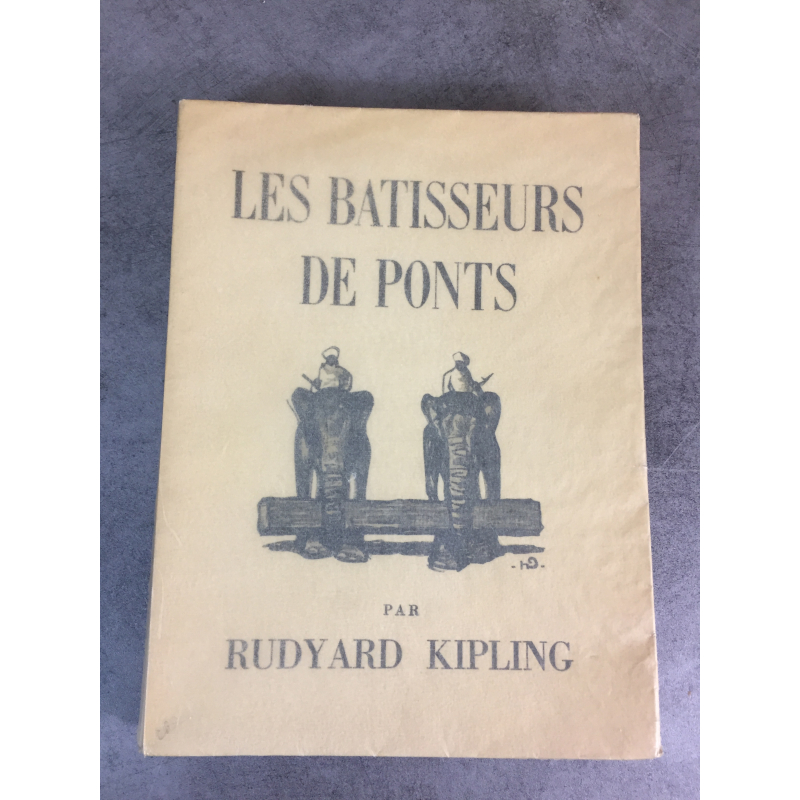 LES BATISSEURS
DE PONTS
PAR
RUDYARD KIPLING